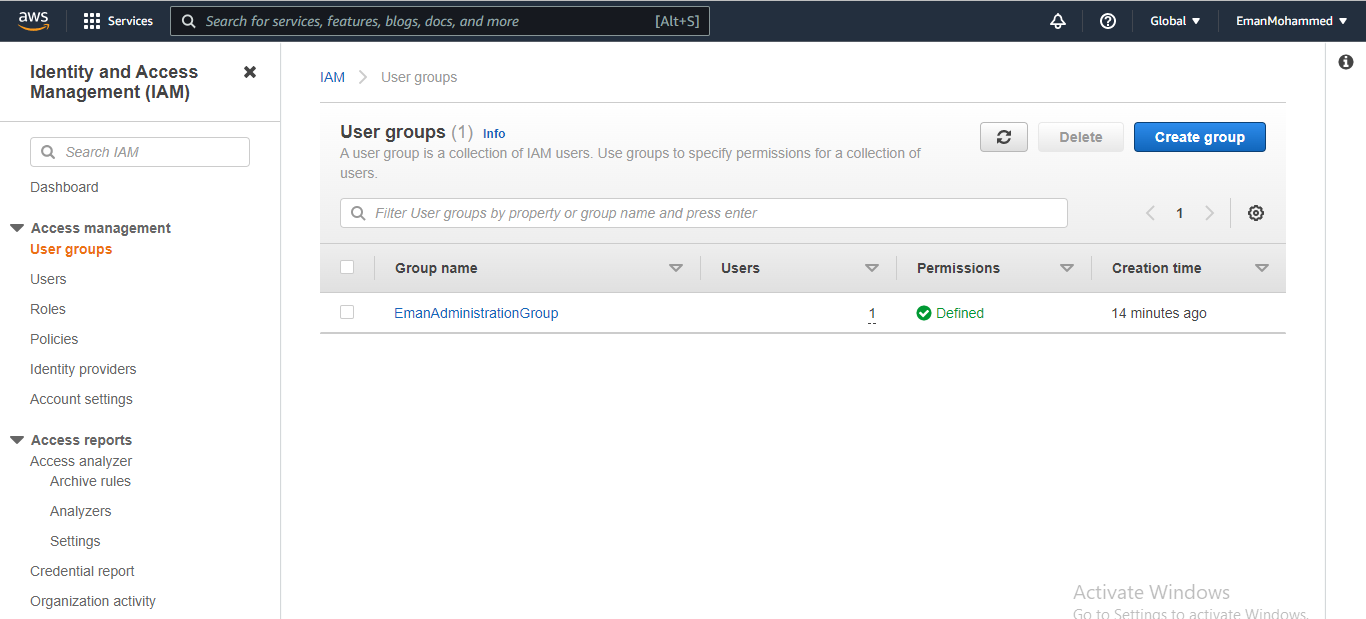 aws
Services
Search for services, features, blogs, docs, and more [Alt+S]
Global
EmanMohammed
Identity and Access
Management (IAM)
Search IAM
Dashboard
Access management
User groups
Users
Roles
Policies
Identity providers
Account settings
Access reports
Access analyzer
Archive rules
Analyzers
Settings
Credential report
Organization activity
IAM User groups
User groups (1) Info
A user group is a collection of IAM users. Use groups to specify permissions for a collection of
users.
Delete
Create group
Filter User groups by property or group name and press enter
1
Group name Users Permissions Creation time
EmanAdministrationGroup 1 Defined 14 minutes ago
Activate Windows
Go to Settings to activate Windows.